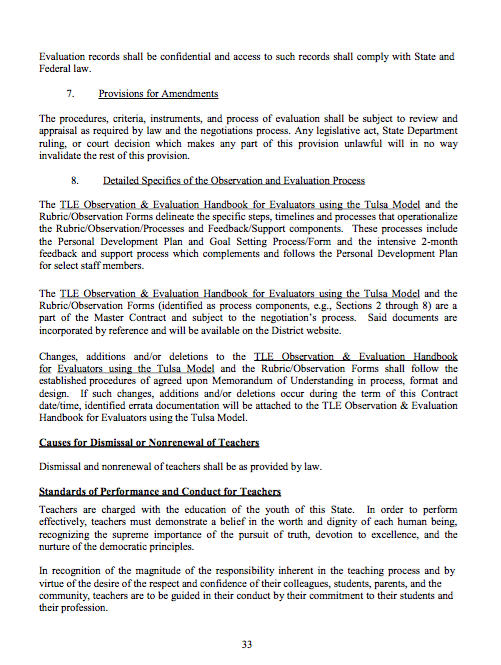 Evaluation records shall be confidential and access to such records shall comply with State and
Federal law.
7. Provisions for Amendments
The procedures, criteria, instruments, and process of evaluation shall be subject to review and
appraisal as required by law and the negotiations process. Any legislative act, State Department
ruling, or court decision which makes any part of this provision unlawful will in no way
invalidate the rest of this provision.
8. Detailed Specifics of the Observation and Evaluation Process
The TLE Observation & Evaluation Handbook for Evaluators using the Tulsa Model and the
Rubric/Observation Forms delineate the specific steps, timelines and processes that operationalize
the Rubric/Observation/Processes and Feedback/Support components. These processes include
the Personal Development Plan and Goal Setting Process/Form and the intensive 2-month
feedback and support process which complements and follows the Personal Development Plan
for select staff members.
The TLE Observation & Evaluation Handbook for Evaluators using the Tulsa Model and the
Rubric/Observation Forms (identified as process components, e.g., Sections 2 through 8) are a
part of the Master Contract and subject to the negotiation's process. Said documents are
incorporated by reference and will be available on the District website.
Changes, additions and/or deletions to the TLE Observation & Evaluation Handbook
for Evaluators using the Tulsa Model and the Rubric/Observation Forms shall follow the
established procedures of agreed upon Memorandum of Understanding in process, format and
design. If such changes, additions and/or deletions occur during the term of this Contract
date/time, identified errata documentation will be attached to the TLE Observation & Evaluation
Handbook for Evaluators using the Tulsa Model.
Causes for Dismissal or Nonrenewal of Teachers
Dismissal and nonrenewal of teachers shall be as provided by law.
Standards of Performance and Conduct for Teachers
Teachers are charged with the education of the youth of this State. In order to perform
effectively, teachers must demonstrate a belief in the worth and dignity of each human being,
recognizing the supreme importance of the pursuit of truth, devotion to excellence, and the
nurture of the democratic principles.
In recognition of the magnitude of the responsibility inherent in the teaching process and by
virtue of the desire of the respect and confidence of their colleagues, students, parents, and the
community, teachers are to be guided in their conduct by their commitment to their students and
their profession.
33